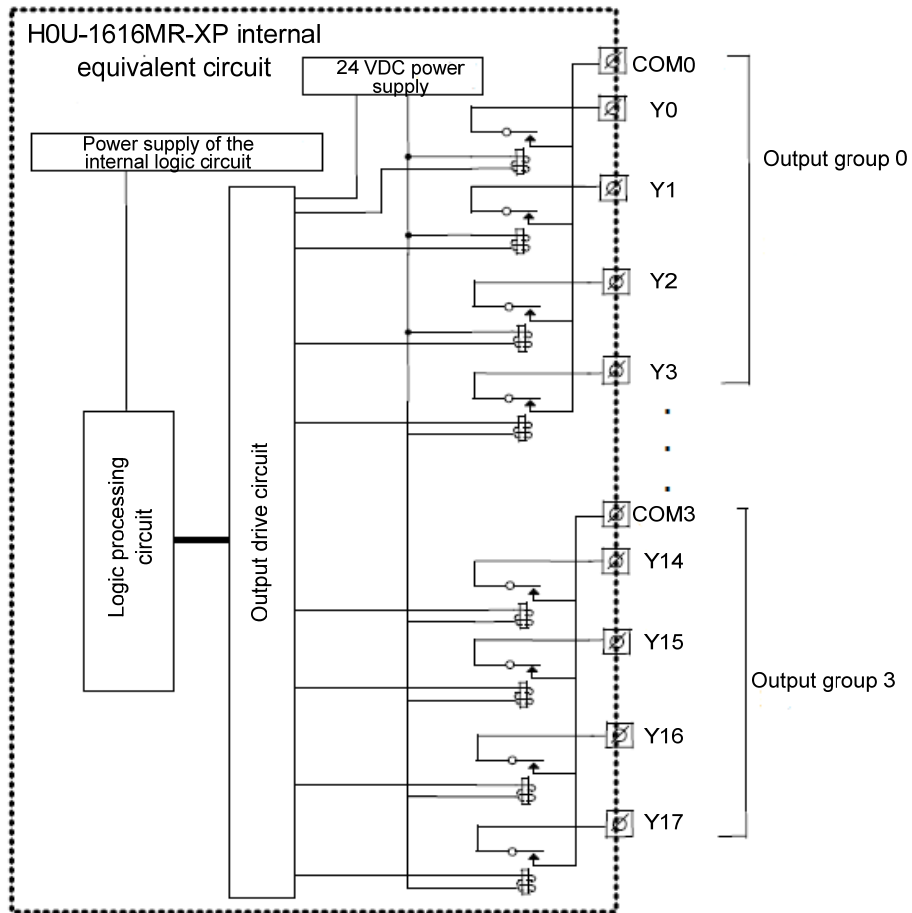 H0U-1616MR-XP internal
equivalent circuit
24 VDC power
supply
Power supply of the
internal logic circuit
Logic processing
circuit
Output drive circuit
COM0
Y0
Y1
Y2
Y3
Output group 0
COM3
Y14
Y15
Y16
Y17
Output group 3